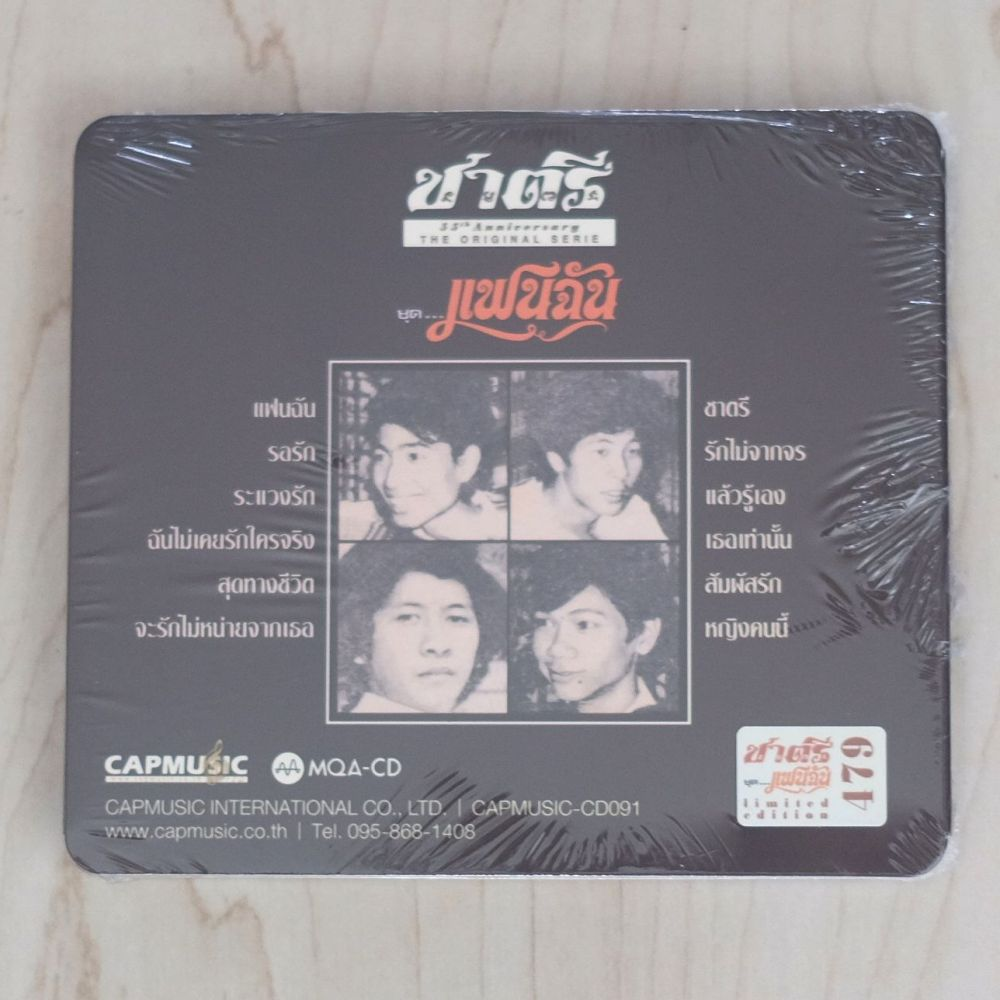 ชาตรี
55th Anniversary
THE ORIGINAL SERIE
ชุด... แฟนฉัน
แฟนฉัน
รอรัก
ระแวงรัก
ฉันไม่เคยรักใครจริง
สุดทางชีวิต
จะรักไม่หน่ายจากเธอ
ชาตรี
รักไม่จากจร
แล้วรู้เอง
เธอเท่านั้น
สัมผัสรัก
หญิงคนนี้
CAPMUSIC MQA-CD
CAPMUSIC INTERNATIONAL CO., LTD. | CAPMUSIC-CD091
www.capmusic.co.th | Tel. 095-868-1408
ชาตรี
ชุด... แฟนฉัน
limited
edition
479